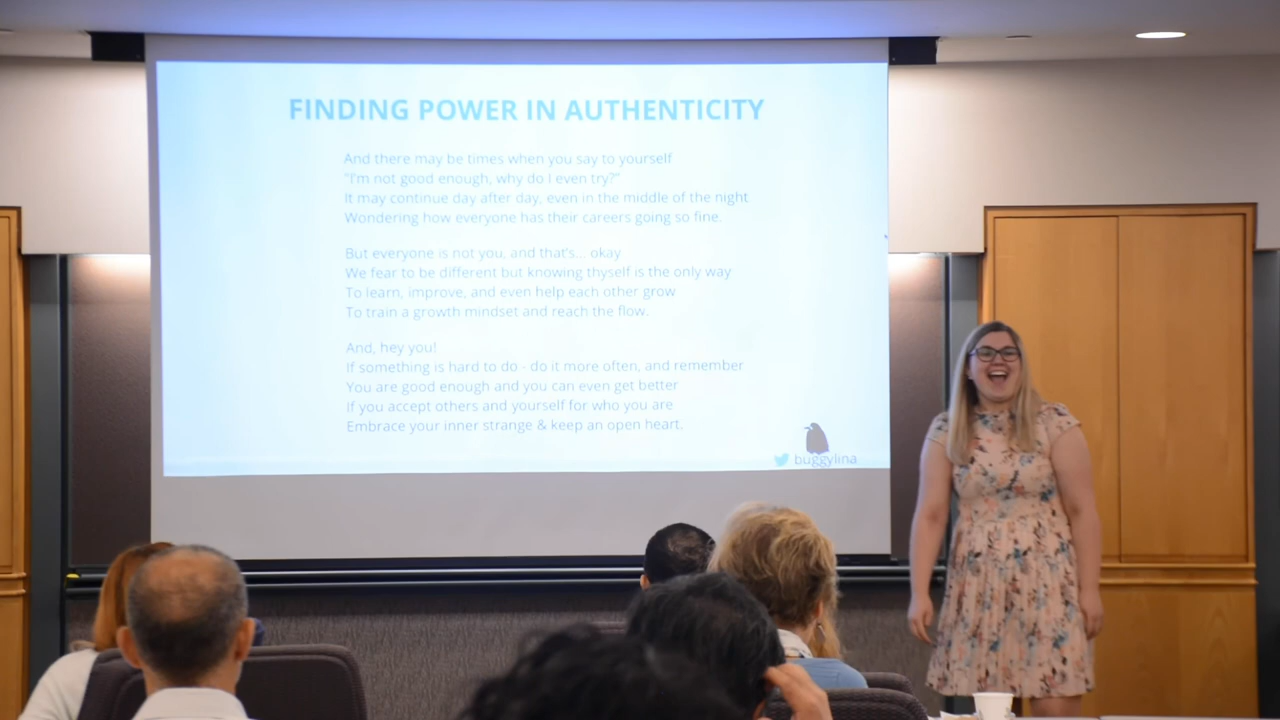 FINDING POWER IN AUTHENTICITY
And there may be times when you say to yourself
"I'm not good enough, why do I even try?"
It may continue day after day, even in the middle of the night
Wondering how everyone has their careers going so fine.
But everyone is not you, and that's... okay
We fear to be different but knowing thyself is the only way
To learn, improve, and even help each other grow
To train a growth mindset and reach the flow.
And, hey you!
If something is hard to do - do it more often, and remember
You are good enough and you can even get better
If you accept others and yourself for who you are
Embrace your inner strange & keep an open heart.
buggylina